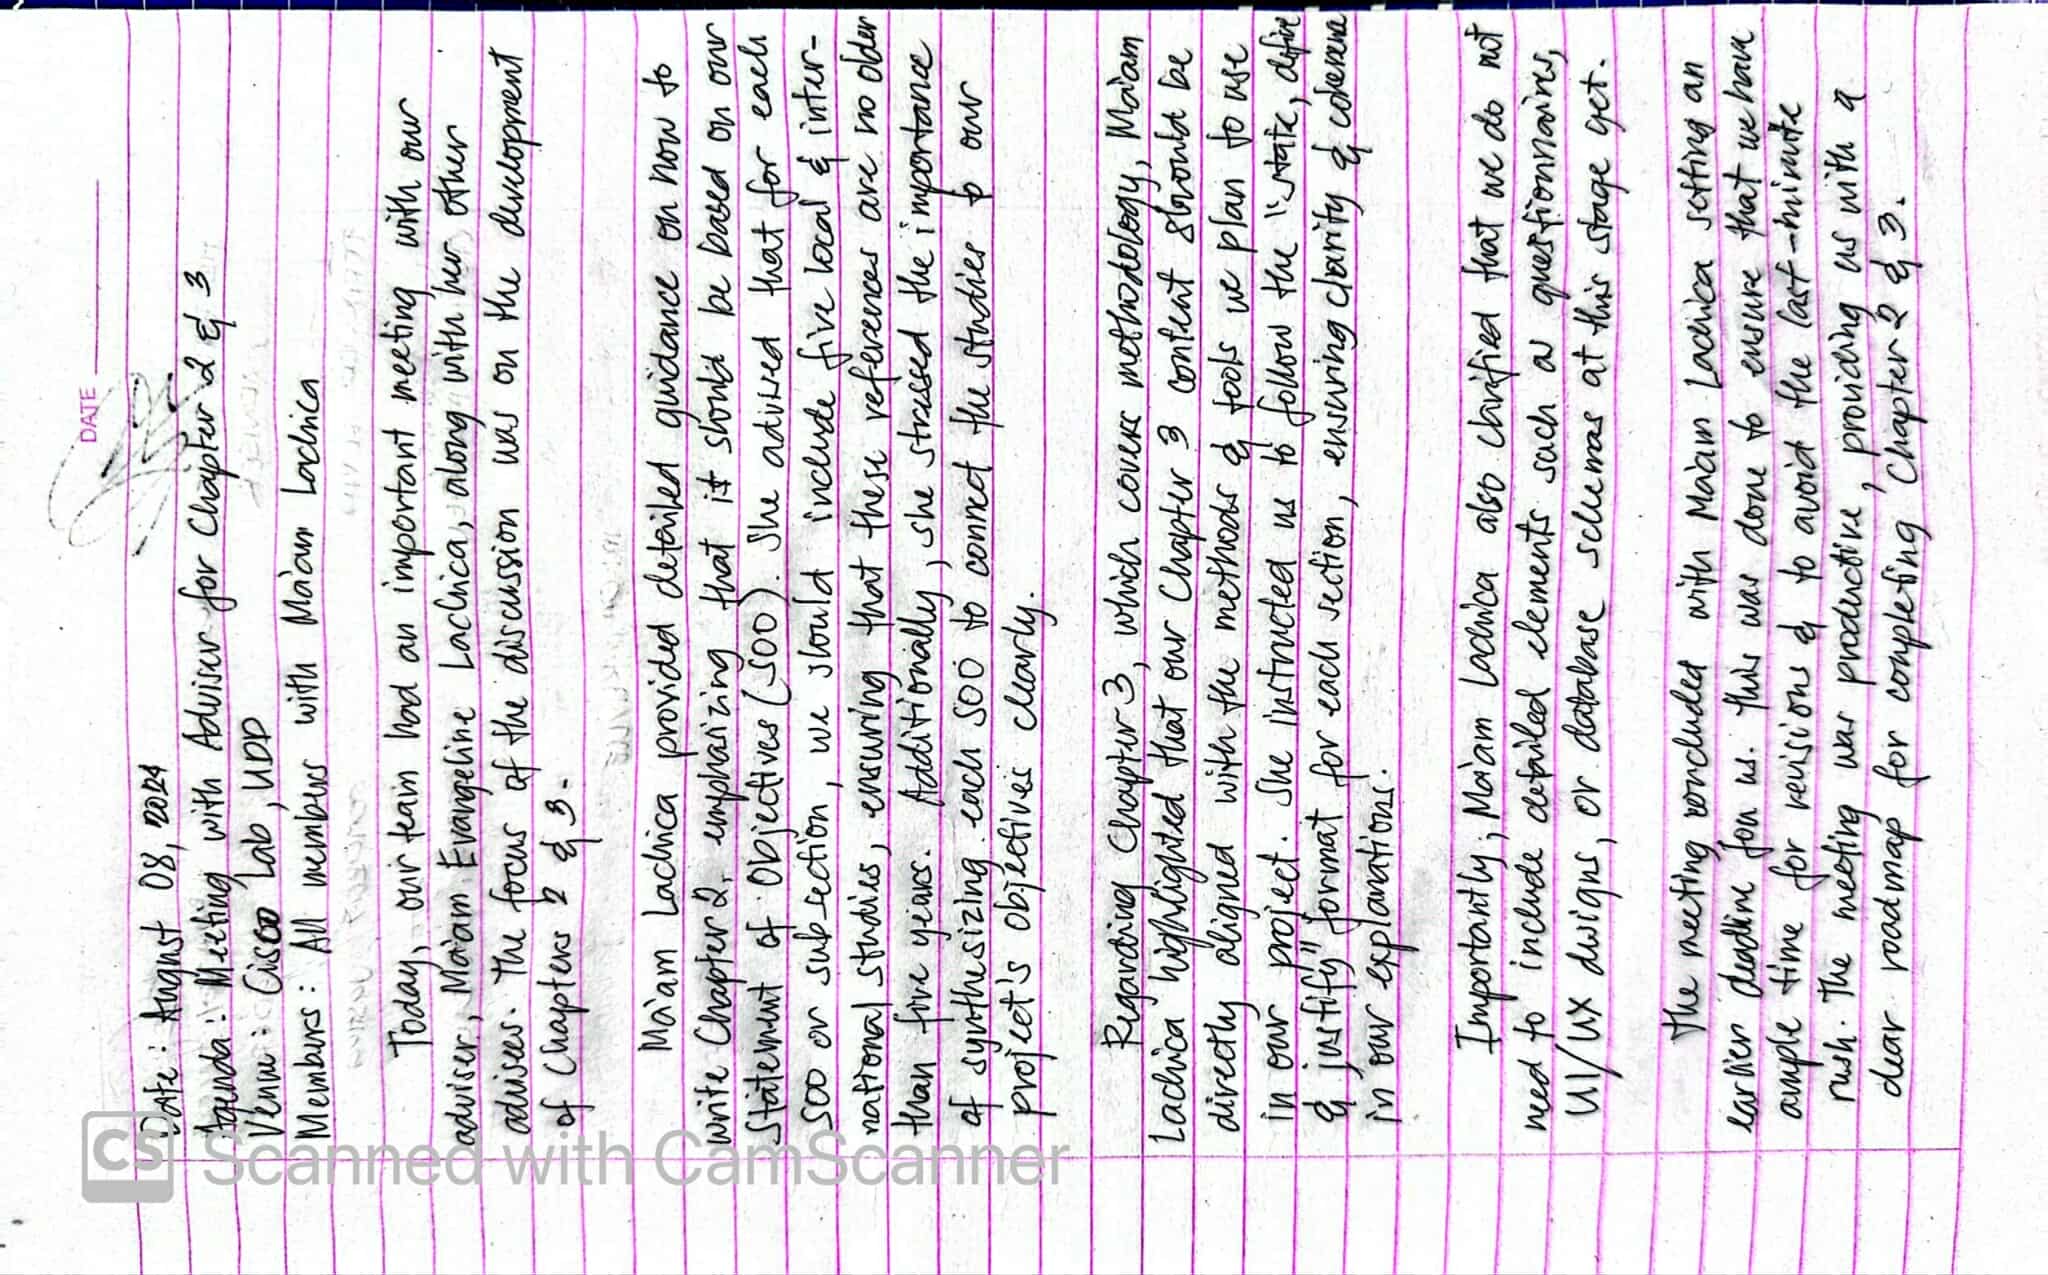 DATE
Date: August 08, 2024
Agenda: Meeting with Adviser for Chapter 2 & 3
Venue: Cisco Lab, UDD
Members: All members with Ma'am Lachica
Today, our team had an important meeting with our
adviser, Ma'am Evangeline Lachica, along with her other
advisees. The focus of the discussion was on the development
of Chapters 2 & 3.
Ma'am Lachica provided detailed guidance on how to
write Chapter 2, emphasizing that it should be based on our
Statement of Objectives (SOO). She advised that for each
SOO or subsection, we should include five local & inter-
national studies, ensuring that these references are no older
than five years. Additionally, she stressed the importance
of synthesizing each SOO to connect the studies to our
project's objectives clearly.
Regarding Chapter 3, which covers methodology, Ma'am
Lachica highlighted that our Chapter 3 content should be
directly aligned with the methods & tools we plan to use
in our project. She instructed us to follow the "state, define
& justify" format for each section, ensuring clarity & coherence
in our explanations.
Importantly, Ma'am Lachica also clarified that we do not
need to include detailed elements such a questionnaires,
UI/UX designs, or database schemas at this stage yet.
The meeting concluded with Ma'am Lachica setting an
earlier deadline for us. This was done to ensure that we have
ample time for revisions & to avoid the last-minute
rush. The meeting was productive, providing us with a
clear roadmap for completing Chapter 2 & 3.
CS Scanned with CamScanner